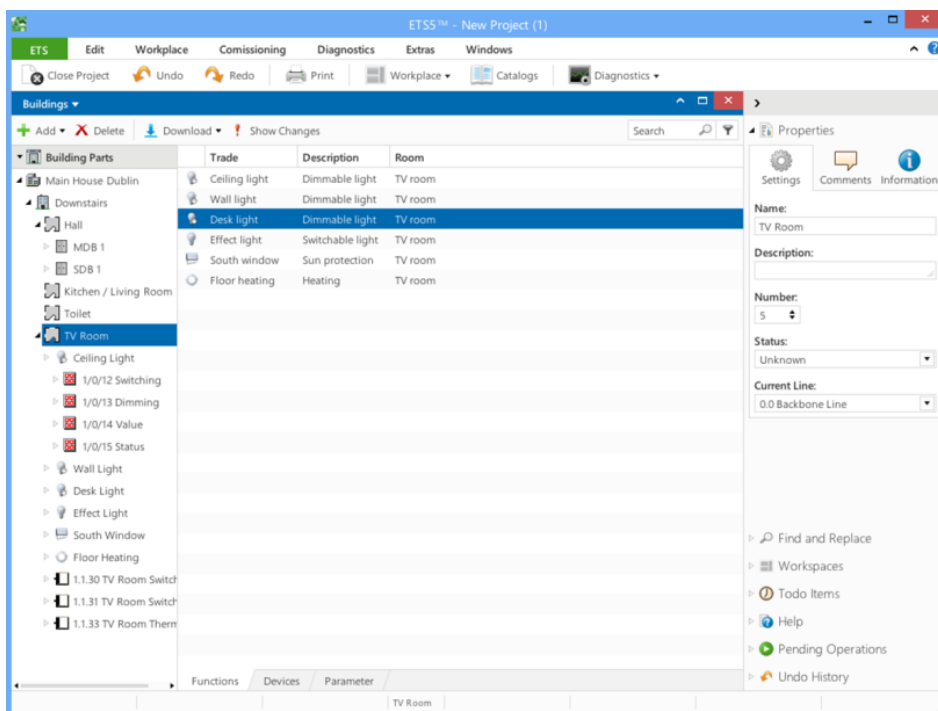 ETS5™ - New Project (1)
ETS Edit Workplace Comissioning Diagnostics Extras Windows
Close Project Undo Redo Print Workplace Catalogs Diagnostics
Buildings
Add Delete Download Show Changes Search
Building Parts
Trade Description Room
Main House Dublin
Downstairs
Hall
MDB 1
SDB 1
Kitchen / Living Room
Toilet
TV Room
Ceiling Light
1/0/12 Switching
1/0/13 Dimming
1/0/14 Value
1/0/15 Status
Wall Light
Desk Light
Effect Light
South Window
Floor Heating
1.1.30 TV Room Switch
1.1.31 TV Room Switch
1.1.33 TV Room Therm
Ceiling light Dimmable light TV room
Wall light Dimmable light TV room
Desk light Dimmable light TV room
Effect light Switchable light TV room
South window Sun protection TV room
Floor heating Heating TV room
Functions Devices Parameter
TV Room
Properties
Settings Comments Information
Name:
TV Room
Description:
Number:
5
Status:
Unknown
Current Line:
0.0 Backbone Line
Find and Replace
Workspaces
Todo Items
Help
Pending Operations
Undo History